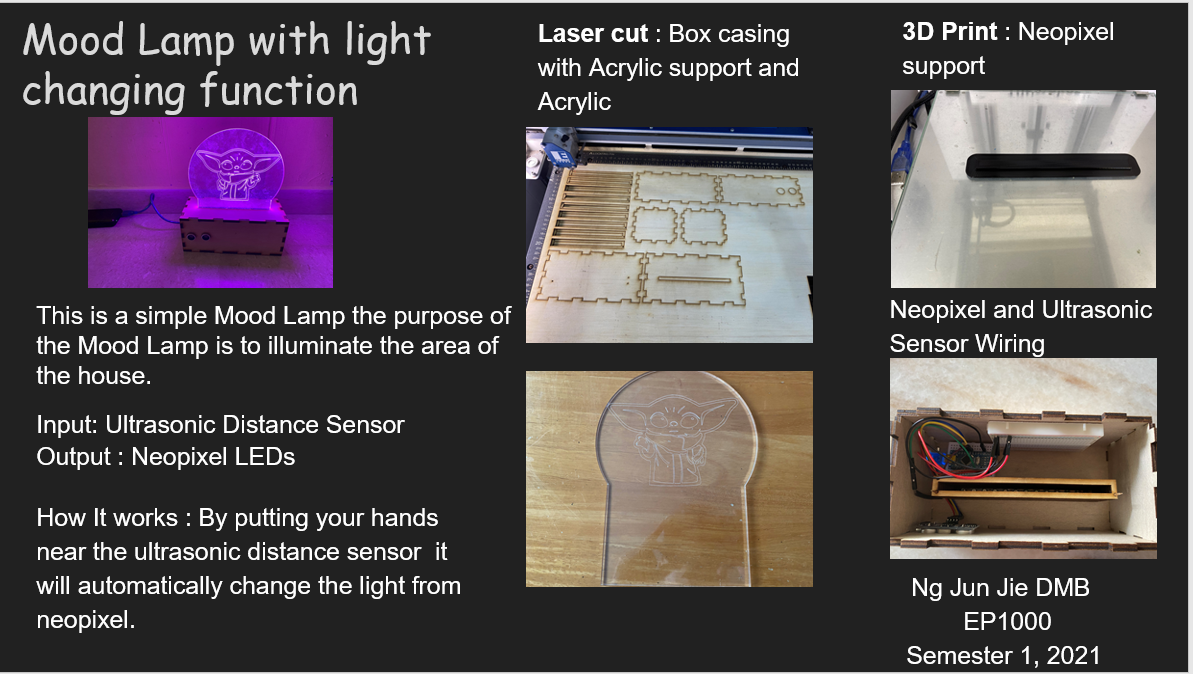 Mood Lamp with light
changing function
This is a simple Mood Lamp the purpose of
the Mood Lamp is to illuminate the area of
the house.
Input: Ultrasonic Distance Sensor
Output : Neopixel LEDs
How It works : By putting your hands
near the ultrasonic distance sensor  it
will automatically change the light from
neopixel.
Laser cut : Box casing
with Acrylic support and
Acrylic
3D Print : Neopixel
support
Neopixel and Ultrasonic
Sensor Wiring
Ng Jun Jie DMB
EP1000
Semester 1, 2021